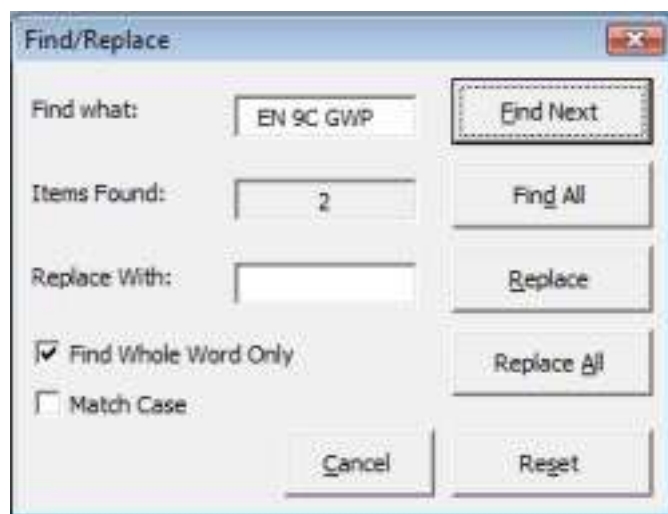 Find/Replace
Find what: EN 9C GWP Find Next
Items Found: 2 Find All
Replace With: Replace
Find Whole Word Only Replace All
Match Case
Cancel Reset